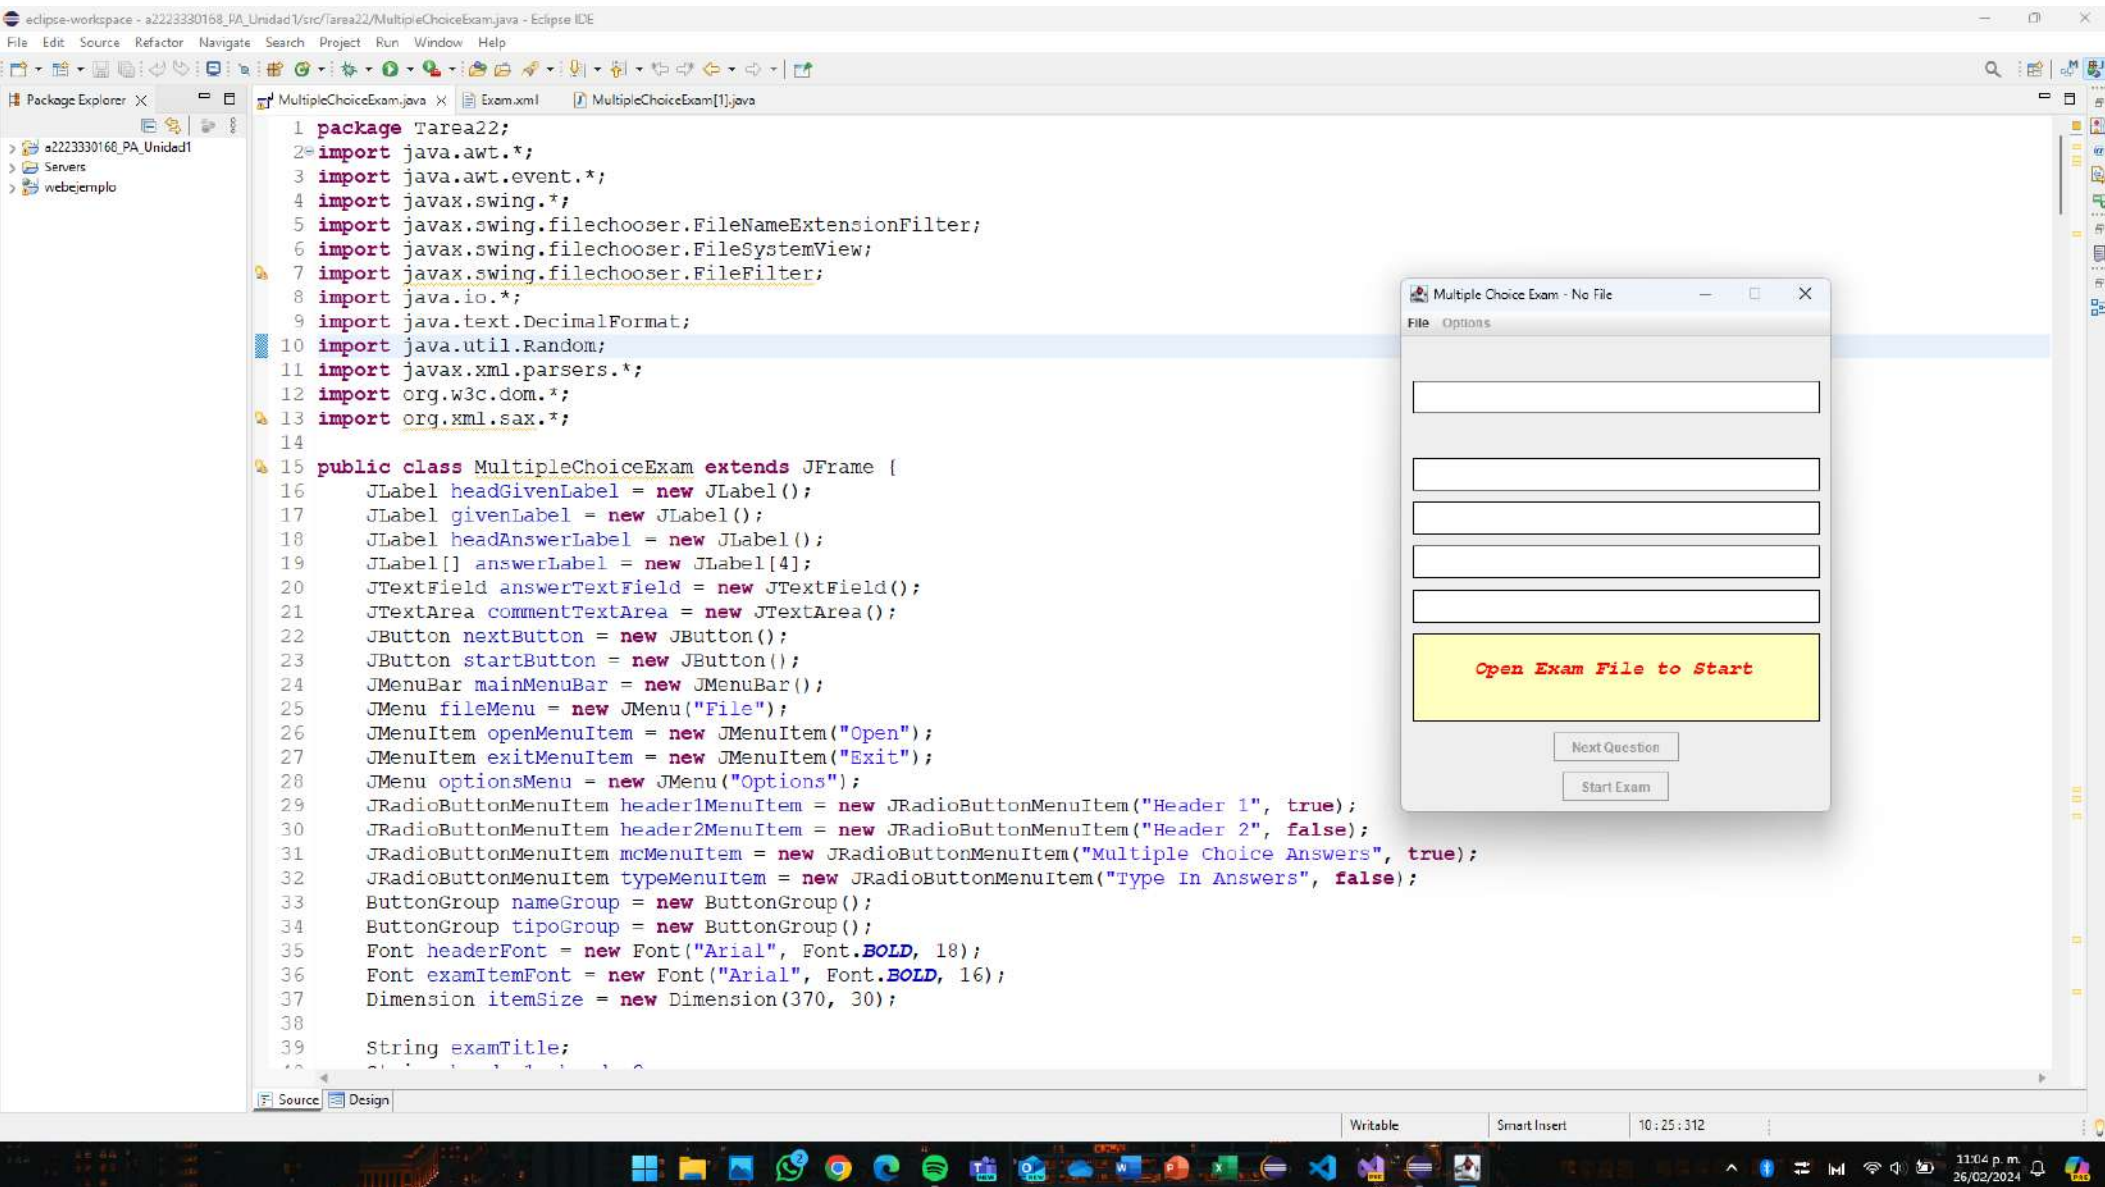 eclipse-workspace - a2223330168_PA_Unidad1/src/Tarea22/MultipleChoiceExam.java - Eclipse IDE
File Edit Source Refactor Navigate Search Project Run Window Help
Package Explorer
MultipleChoiceExam.java Exam.xml MultipleChoiceExam[1].java
a2223330168_PA_Unidad1
Servers
webejemplo
1 package Tarea22;
2 import java.awt.*;
3 import java.awt.event.*;
4 import javax.swing.*;
5 import javax.swing.filechooser.FileNameExtensionFilter;
6 import javax.swing.filechooser.FileSystemView;
7 import javax.swing.filechooser.FileFilter;
8 import java.io.*;
9 import java.text.DecimalFormat;
10 import java.util.Random;
11 import javax.xml.parsers.*;
12 import org.w3c.dom.*;
13 import org.xml.sax.*;
14
15 public class MultipleChoiceExam extends JFrame {
16 JLabel headGivenLabel = new JLabel();
17 JLabel givenLabel = new JLabel();
18 JLabel headAnswerLabel = new JLabel();
19 JLabel[] answerLabel = new JLabel[4];
20 JTextField answerTextField = new JTextField();
21 JTextArea commentTextArea = new JTextArea();
22 JButton nextButton = new JButton();
23 JButton startButton = new JButton();
24 JMenuBar mainMenuBar = new JMenuBar();
25 JMenu fileMenu = new JMenu("File");
26 JMenuItem openMenuItem = new JMenuItem("Open");
27 JMenuItem exitMenuItem = new JMenuItem("Exit");
28 JMenu optionsMenu = new JMenu("Options");
29 JRadioButtonMenuItem header1MenuItem = new JRadioButtonMenuItem("Header 1", true);
30 JRadioButtonMenuItem header2MenuItem = new JRadioButtonMenuItem("Header 2", false);
31 JRadioButtonMenuItem mcMenuItem = new JRadioButtonMenuItem("Multiple Choice Answers", true);
32 JRadioButtonMenuItem typeMenuItem = new JRadioButtonMenuItem("Type In Answers", false);
33 ButtonGroup nameGroup = new ButtonGroup();
34 ButtonGroup tipoGroup = new ButtonGroup();
35 Font headerFont = new Font("Arial", Font.BOLD, 18);
36 Font examItemFont = new Font("Arial", Font.BOLD, 16);
37 Dimension itemSize = new Dimension(370, 30);
38
39 String examTitle;
Multiple Choice Exam - No File
File Options
Open Exam File to Start
Next Question
Start Exam
Source Design
Writable Smart Insert 10 : 25 : 312
11:04 p. m.
26/02/2024